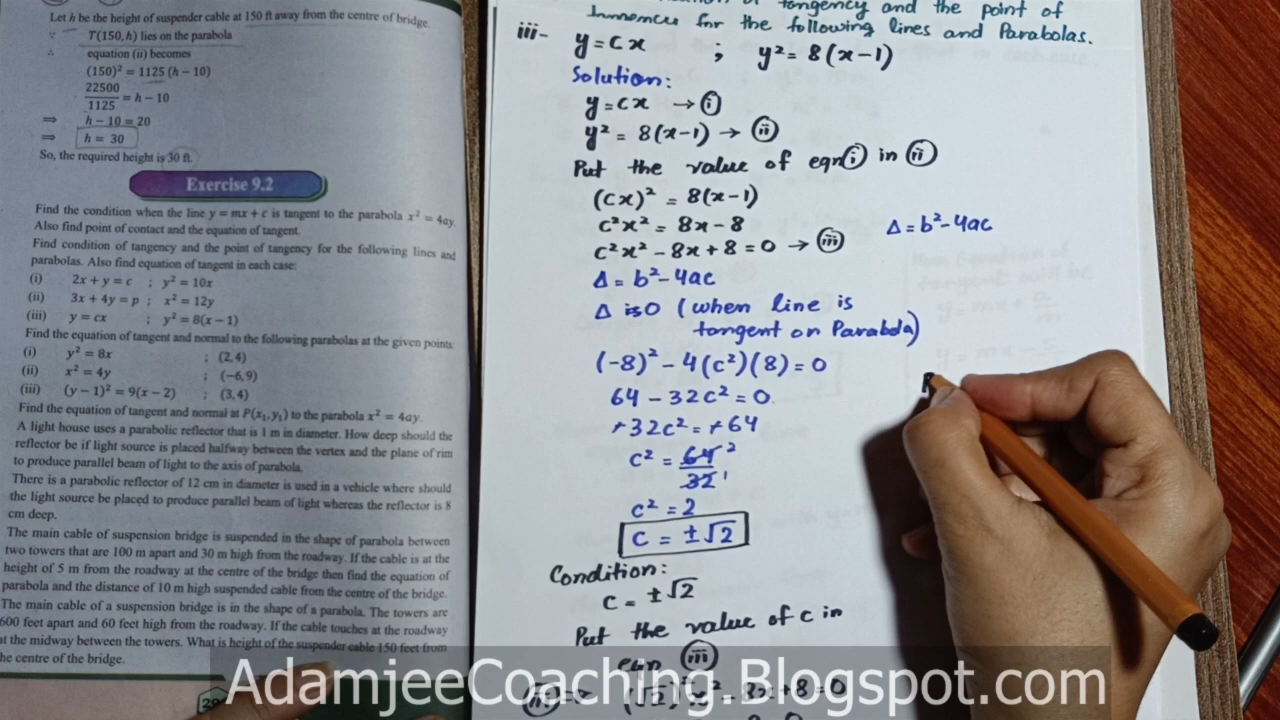 Let h be the height of suspender cable at 150 ft away from the centre of bridge.
∵ T(150, h) lies on the parabola
∴ equation (ii) becomes
(150)² = 1125 (h − 10)
22500
1125 = h − 10
⇒ h − 10 = 20
⇒ h = 30
So, the required height is 30 ft.
Exercise 9.2
Find the condition when the line y = mx + c is tangent to the parabola x² = 4ay.
Also find point of contact and the equation of tangent.
Find condition of tangency and the point of tangency for the following lines and
parabolas. Also find equation of tangent in each case:
(i) 2x + y = c ; y² = 10x
(ii) 3x + 4y = p ; x² = 12y
(iii) y = cx ; y² = 8(x − 1)
Find the equation of tangent and normal to the following parabolas at the given points:
(i) y² = 8x ; (2, 4)
(ii) x² = 4y ; (−6, 9)
(iii) (y − 1)² = 9(x − 2) ; (3, 4)
Find the equation of tangent and normal at P(x₁, y₁) to the parabola x² = 4ay.
A light house uses a parabolic reflector that is 1 m in diameter. How deep should the
reflector be if light source is placed halfway between the vertex and the plane of rim
to produce parallel beam of light to the axis of parabola.
There is a parabolic reflector of 12 cm in diameter is used in a vehicle where should
the light source be placed to produce parallel beam of light whereas the reflector is 8
cm deep.
The main cable of suspension bridge is suspended in the shape of parabola between
two towers that are 100 m apart and 30 m high from the roadway. If the cable is at the
height of 5 m from the roadway at the centre of the bridge then find the equation of
parabola and the distance of 10 m high suspended cable from the centre of the bridge.
The main cable of a suspension bridge is in the shape of a parabola. The towers are
600 feet apart and 60 feet high from the roadway. If the cable touches at the roadway
at the midway between the towers. What is height of the suspender cable 150 feet from
he centre of the bridge.
of tangency and the point of
for the following lines and Parabolas.
iii- y = cx ; y² = 8(x−1)
Solution:
y = cx → (i)
y² = 8(x−1) → (ii)
Put the value of eqn (i) in (ii)
(cx)² = 8(x−1)
c²x² = 8x − 8
c²x² − 8x + 8 = 0 → (iii)
Δ = b² − 4ac
Δ = b² − 4ac
Δ is 0 (when line is
tangent on Parabola)
(−8)² − 4(c²)(8) = 0
64 − 32c² = 0
+32c² = +64
c² = 64 2
32 1
c² = 2
c = ±√2
Condition:
c = ±√2
Put the value of c in
eqn (iii)
(iii) => (√2)²x² − 8x + 8 = 0
AdamjeeCoaching.Blogspot.com